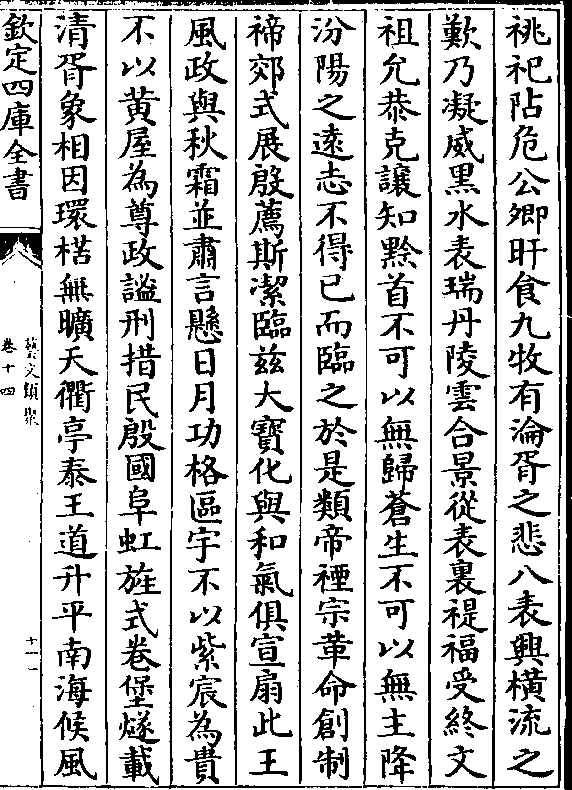 祧祀阽危公卿旰食九牧有淪胥之悲八表興橫流之
歎乃凝威黒水表瑞丹陵雲合景從表裏禔福受終文
祖允恭克讓知黔首不可以無歸蒼生不可以無主降
汾陽之遠志不得已而臨之於是類帝禋宗革命創制
禘郊式展殷薦斯潔臨兹大寳化與和氣俱宣扇此王
風政與秋霜並肅言懸日月功格區宇不以紫宸為貴
不以黄屋為尊政謐刑措民殷國阜虹旌式卷堡燧載
清胥象相因環楛無曠天衢亭泰王道升平南海候風
欽定四庫全書
藝文類聚
卷十四
十一